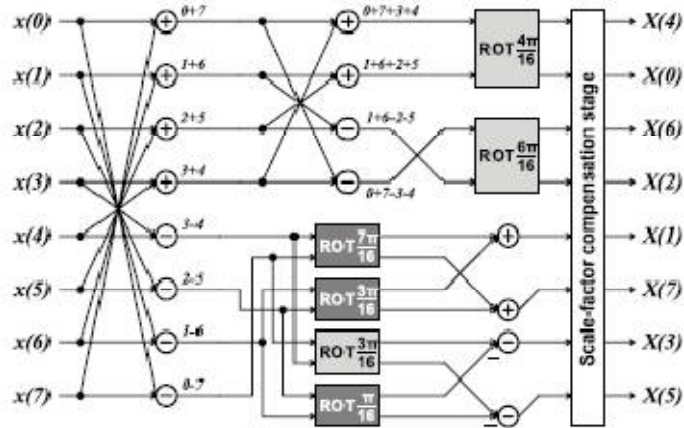 x(0) 0+7 0+7+3+4 X(4)
ROT 4π/16
x(1) 1+6 1+6+2+5 X(0)
x(2) 2+5 1+6-2-5 X(6)
ROT 6π/16
x(3) 3+4 0+7-3-4 X(2)
x(4) 3-4 X(1)
ROT 7π/16
x(5) 2-5 X(7)
ROT 3π/16
x(6) 1-6 X(3)
ROT 3π/16
x(7) 0-7 X(5)
ROT π/16
Scale-factor compensation stage